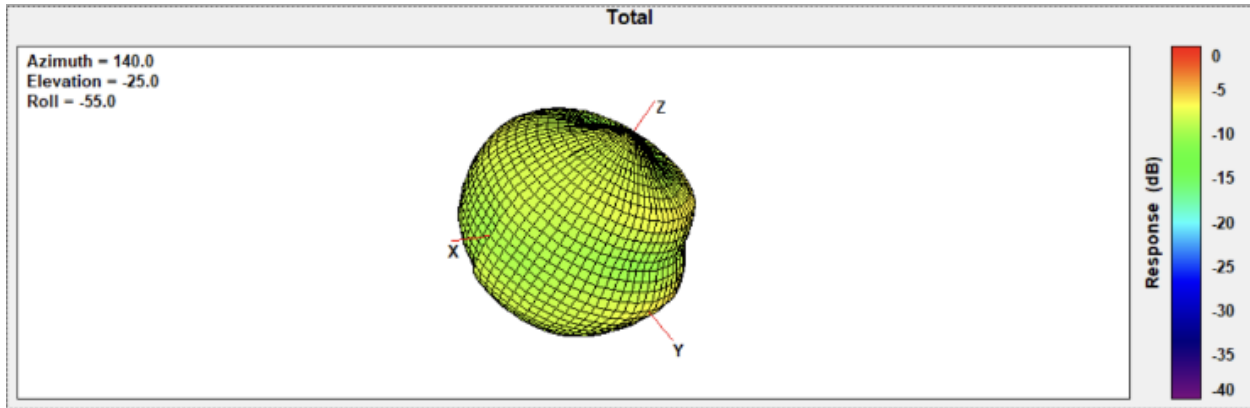 Total
Azimuth = 140.0
Elevation = -25.0
Roll = -55.0
Z
X
Y
Response (dB)
0
-5
-10
-15
-20
-25
-30
-35
-40